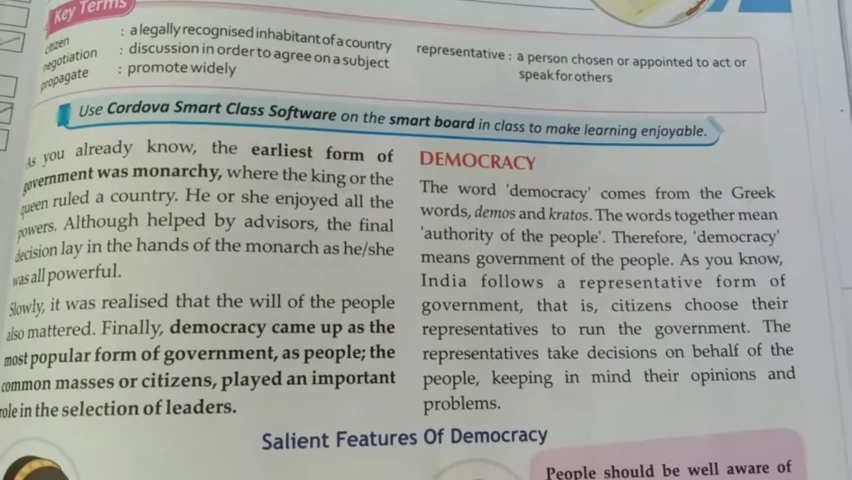 Key Terms
citizen : a legally recognised inhabitant of a country
negotiation : discussion in order to agree on a subject
propagate : promote widely
representative : a person chosen or appointed to act or
speak for others
Use Cordova Smart Class Software on the smart board in class to make learning enjoyable.
As you already know, the earliest form of
government was monarchy, where the king or the
queen ruled a country. He or she enjoyed all the
powers. Although helped by advisors, the final
decision lay in the hands of the monarch as he/she
was all powerful.
Slowly, it was realised that the will of the people
also mattered. Finally, democracy came up as the
most popular form of government, as people; the
common masses or citizens, played an important
role in the selection of leaders.
DEMOCRACY
The word 'democracy' comes from the Greek
words, demos and kratos. The words together mean
'authority of the people'. Therefore, 'democracy'
means government of the people. As you know,
India follows a representative form of
government, that is, citizens choose their
representatives to run the government. The
representatives take decisions on behalf of the
people, keeping in mind their opinions and
problems.
Salient Features Of Democracy
People should be well aware of